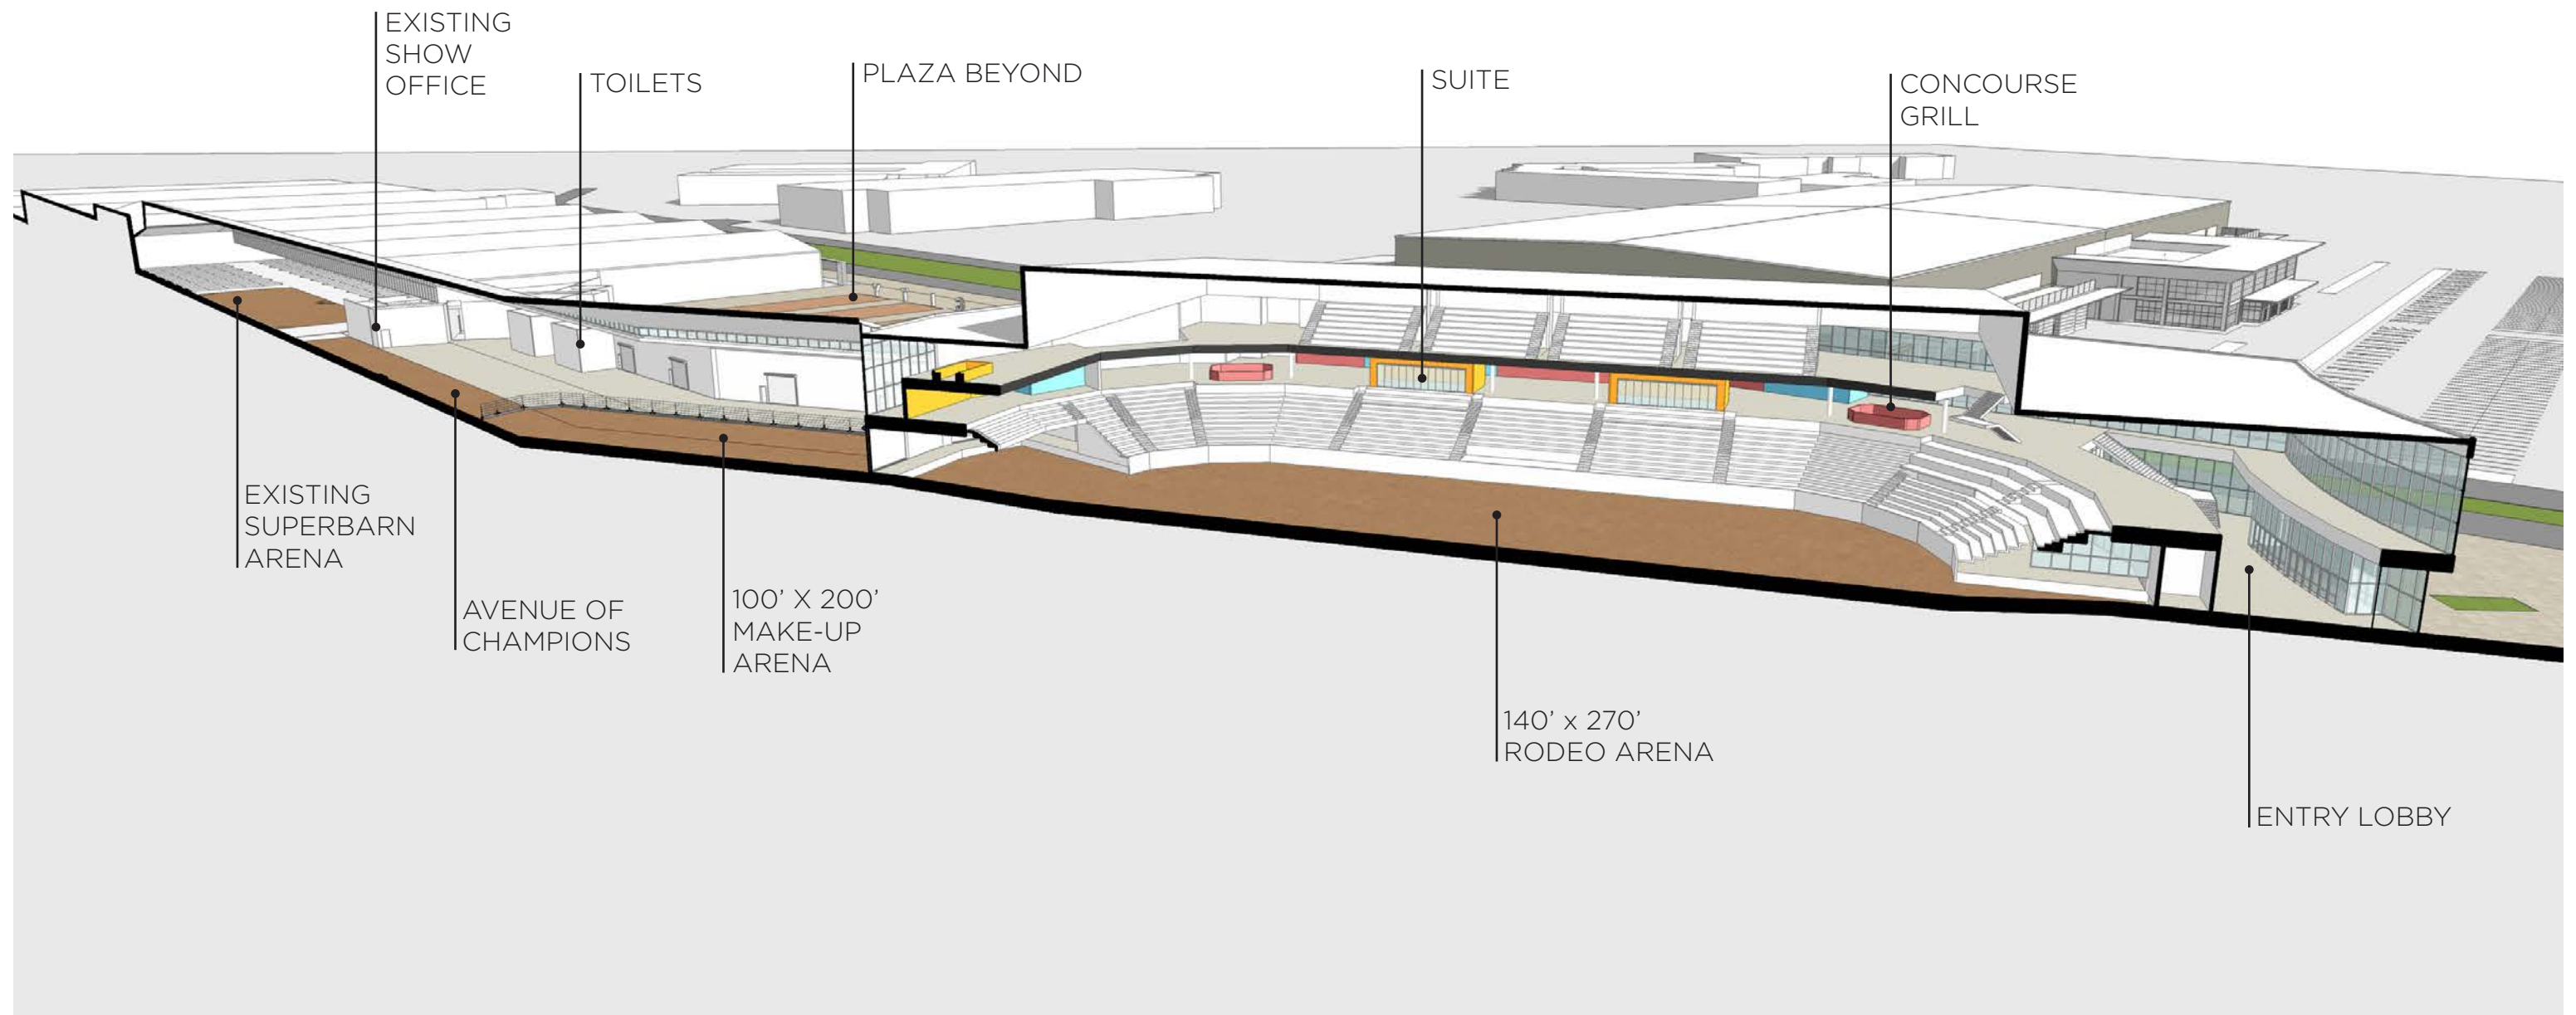 EXISTING
SHOW
OFFICE
TOILETS
PLAZA BEYOND
SUITE
CONCOURSE
GRILL
EXISTING
SUPERBARN
ARENA
AVENUE OF
CHAMPIONS
100’ X 200’
MAKE-UP
ARENA
140’ x 270’
RODEO ARENA
ENTRY LOBBY